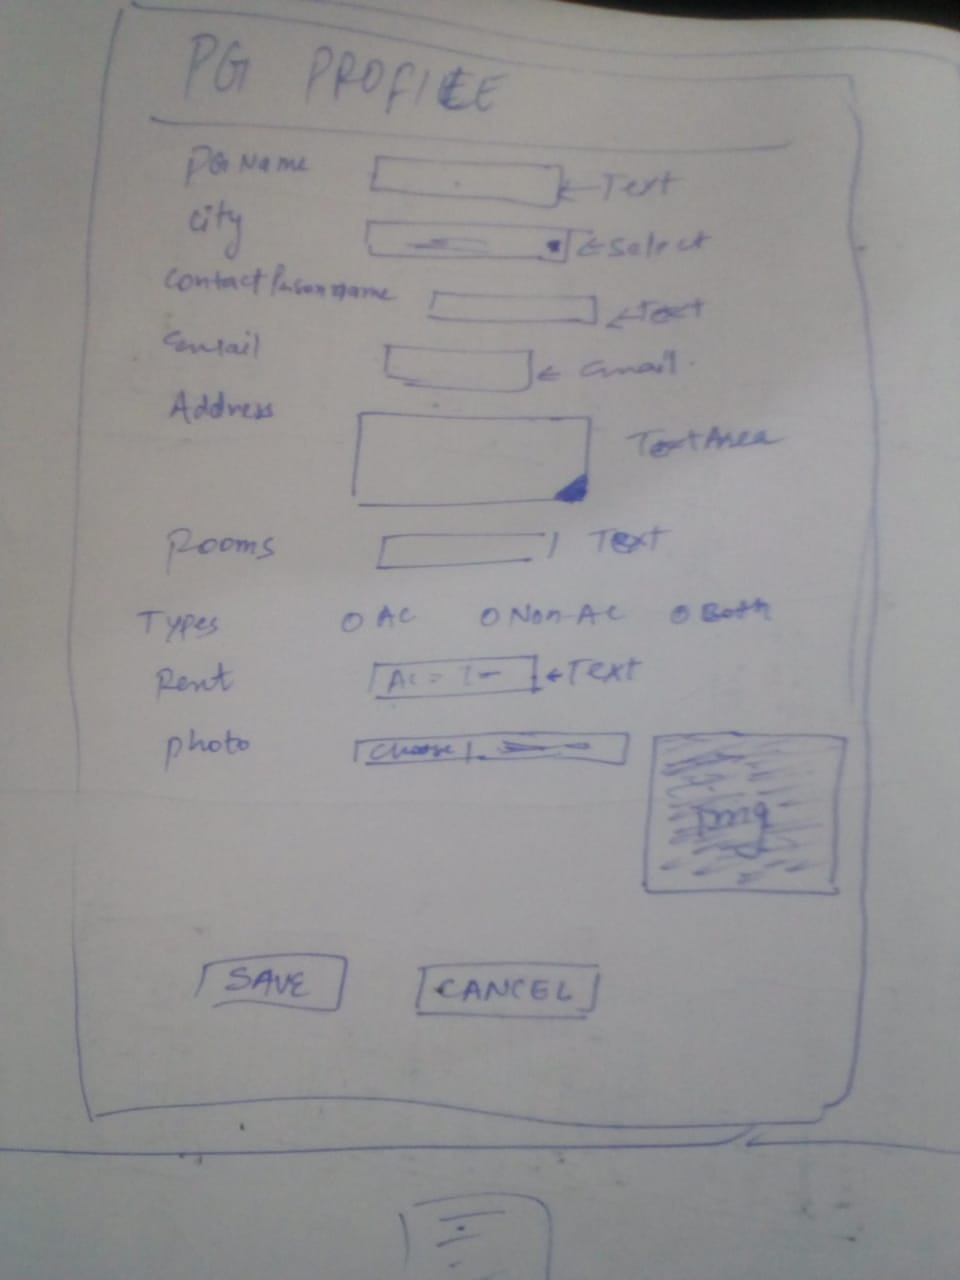 PG PROFILE
PG Name ← Text
City ← Select
Contact Person name ← Text
Email ← email.
Address TextArea
Rooms Text
Types AC Non-AC Both
Rent AC = ← Text
photo Choose
Img
SAVE CANCEL